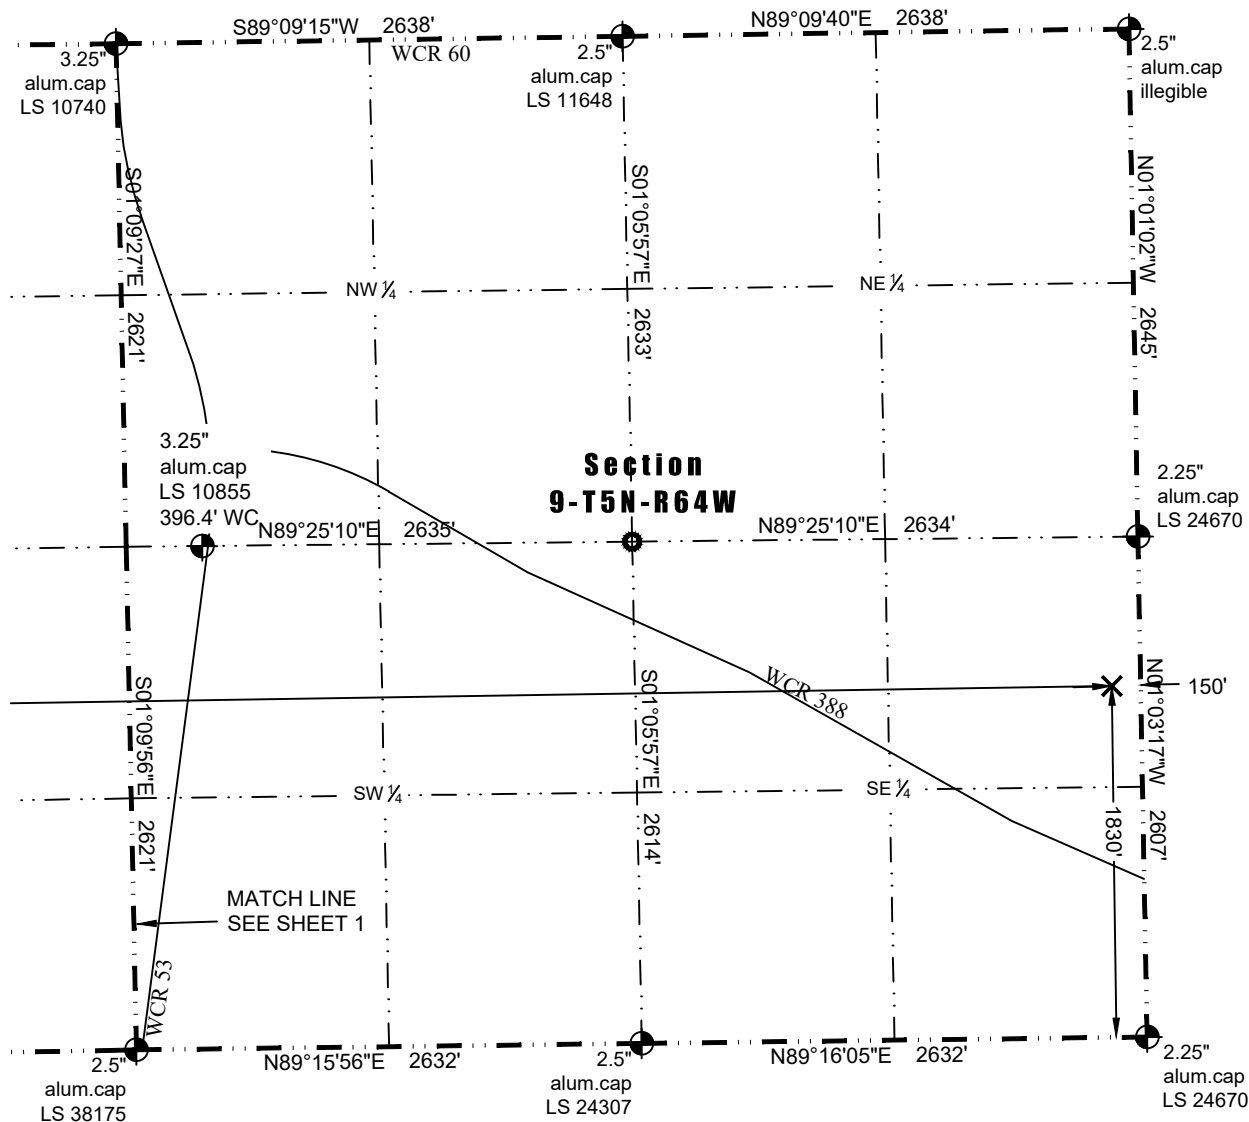 S89°09'15"W 2638'
N89°09'40"E 2638'
WCR 60
3.25"
alum.cap
LS 10740
2.5"
alum.cap
LS 11648
2.5"
alum.cap
illegible
S01°09'27"E 2621'
S01°05'57"E 2633'
N01°01'02"W 2645'
NW ¼
NE ¼
3.25"
alum.cap
LS 10855
396.4' WC
Section
9-T5N-R64W
2.25"
alum.cap
LS 24670
N89°25'10"E 2635'
N89°25'10"E 2634'
WCR 388
150'
S01°09'56"E 2621'
S01°05'57"E 2614'
N01°03'17"W 2607'
SW ¼
SE ¼
1830'
MATCH LINE
SEE SHEET 1
WCR 53
2.5"
alum.cap
LS 38175
N89°15'56"E 2632'
2.5"
alum.cap
LS 24307
N89°16'05"E 2632'
2.25"
alum.cap
LS 24670